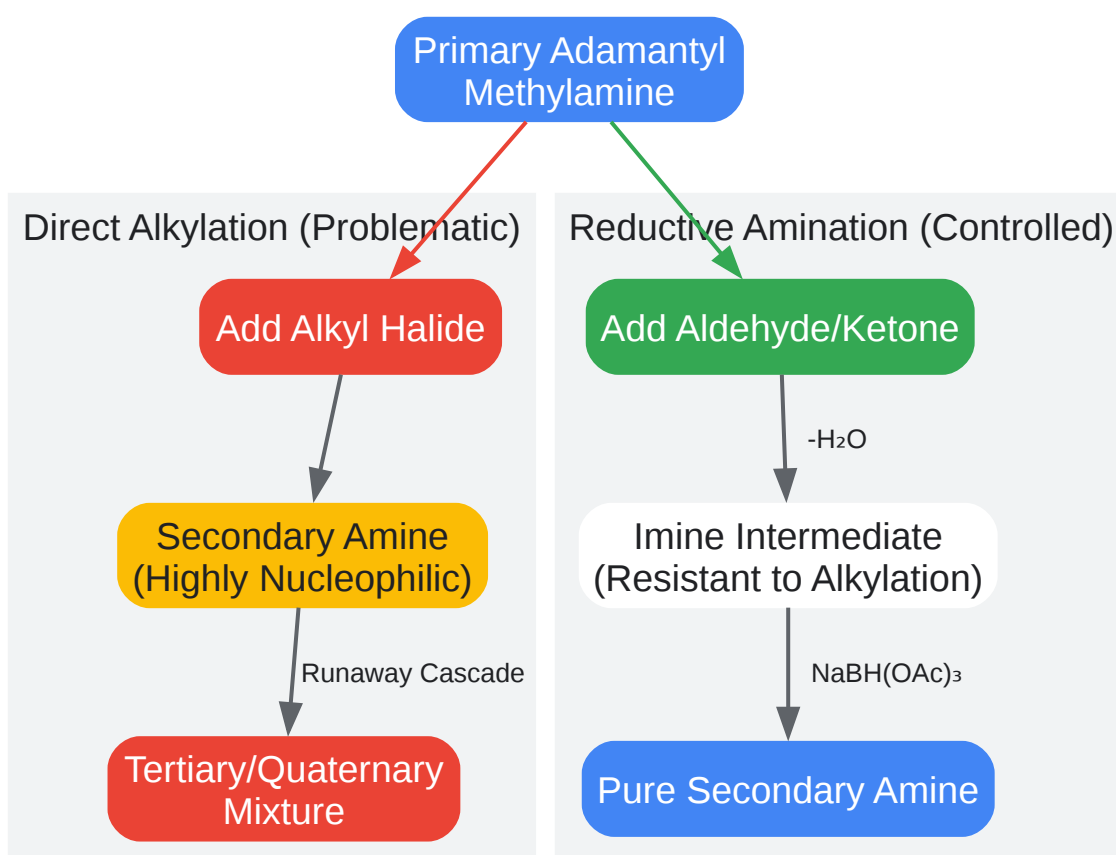 Primary Adamantyl
Methylamine
Direct Alkylation (Problematic)
Add Alkyl Halide
Secondary Amine
(Highly Nucleophilic)
Runaway Cascade
Tertiary/Quaternary
Mixture
Reductive Amination (Controlled)
Add Aldehyde/Ketone
-H₂O
Imine Intermediate
(Resistant to Alkylation)
NaBH(OAc)₃
Pure Secondary Amine